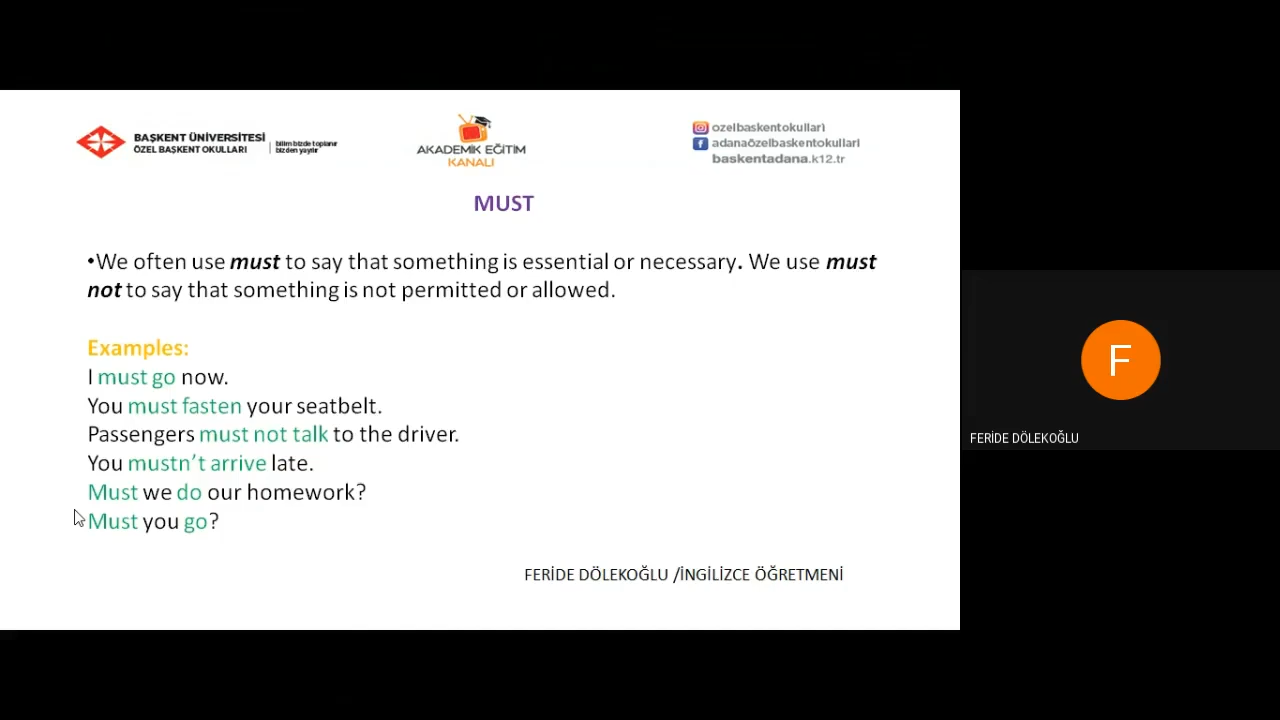 BAŞKENT ÜNİVERSİTESİ
ÖZEL BAŞKENT OKULLARI
bilim bizde toplanır
bizden yayılır
AKADEMİK EĞİTİM
KANALI
ozelbaskentokullari
adanaözelbaskentokullari
baskentadana.k12.tr
MUST
•We often use must to say that something is essential or necessary. We use must
not to say that something is not permitted or allowed.
Examples:
I must go now.
You must fasten your seatbelt.
Passengers must not talk to the driver.
You mustn’t arrive late.
Must we do our homework?
Must you go?
FERİDE DÖLEKOĞLU /İNGİLİZCE ÖĞRETMENİ
F
FERİDE DÖLEKOĞLU